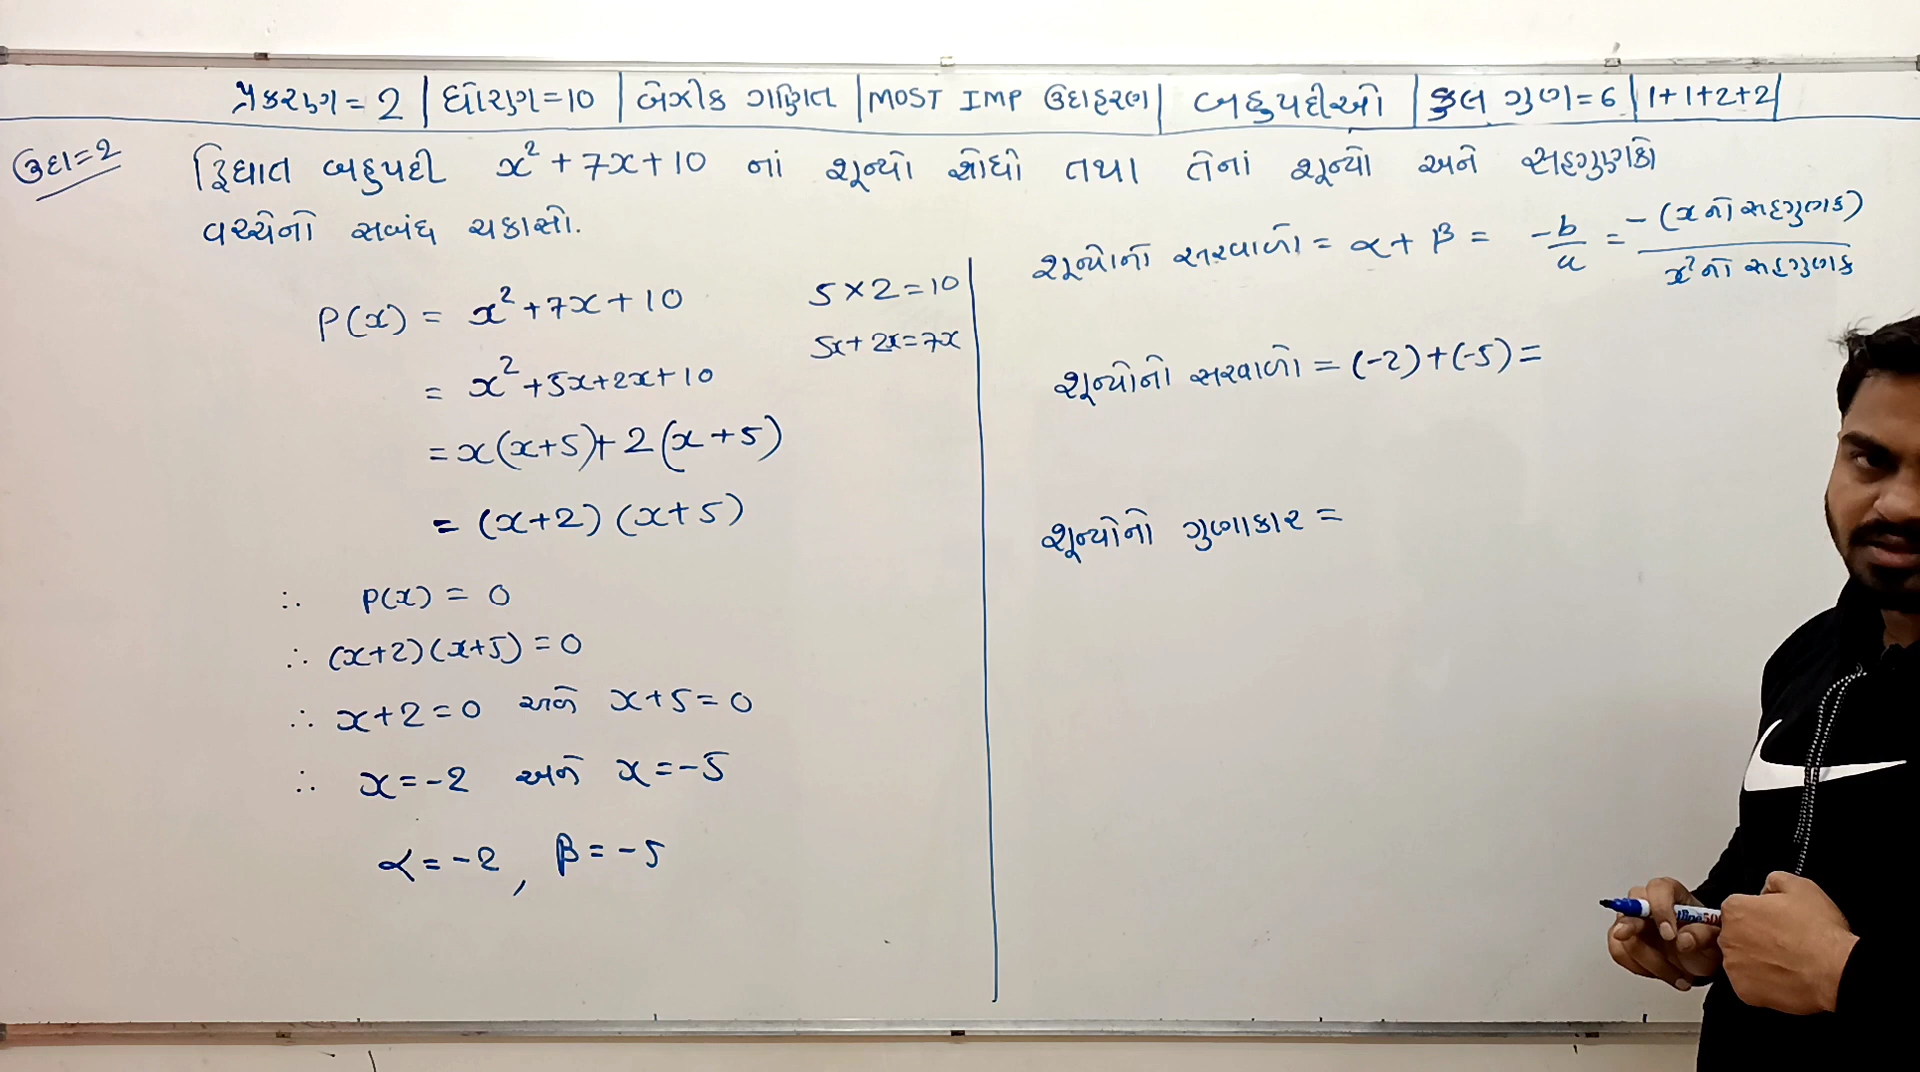 પ્રકરણ = 2 | ધોરણ = 10 | બેઝીક ગણિત | MOST IMP ઉદાહરણ | બહુપદીઓ | કુલ ગુણ = 6 | 1+1+2+2 |
ઉદા=2 દ્વિઘાત બહુપદી x² + 7x + 10 નાં શૂન્યો શોધો તથા તેનાં શૂન્યો અને સહગુણકો
વચ્ચેનો સબંધ ચકાસો.
P(x) = x² + 7x + 10
= x² + 5x + 2x + 10
= x(x+5) + 2(x+5)
= (x+2)(x+5)
∴ P(x) = 0
∴ (x+2)(x+5) = 0
∴ x+2=0 અને x+5=0
∴ x=-2 અને x=-5
α=-2, β=-5
5×2=10
5x+2x=7x
શૂન્યોનો સરવાળો = α + β = -b/a = -(x નો સહગુણક)/x² નો સહગુણક
શૂન્યોનો સરવાળો = (-2)+(-5) =
શૂન્યોનો ગુણાકાર =